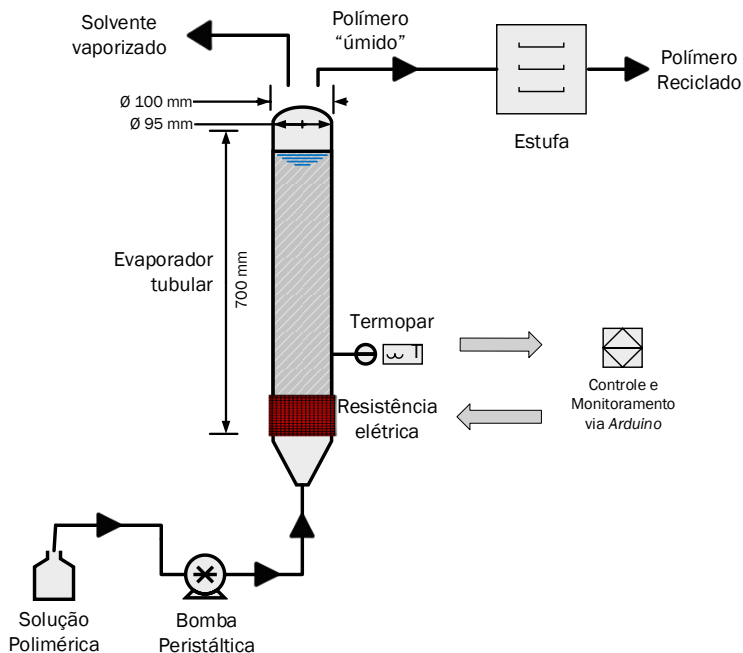 Solvente
vaporizado
Polímero
“úmido”
Polímero
Reciclado
Estufa
Ø 100 mm
Ø 95 mm
Evaporador
tubular
700 mm
Termopar
Resistência
elétrica
Controle e
Monitoramento
via Arduino
Solução
Polimérica
Bomba
Peristáltica